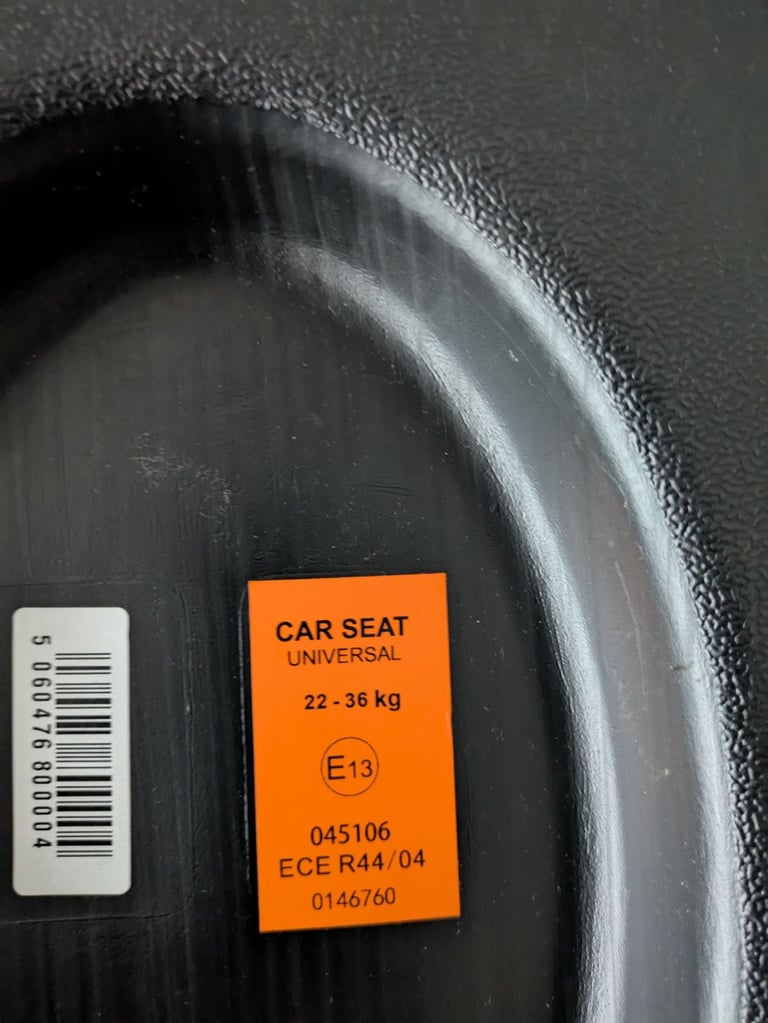 5 060476 800004
CAR SEAT
UNIVERSAL
22 - 36 kg
E13
045106
ECE R44/04
0146760